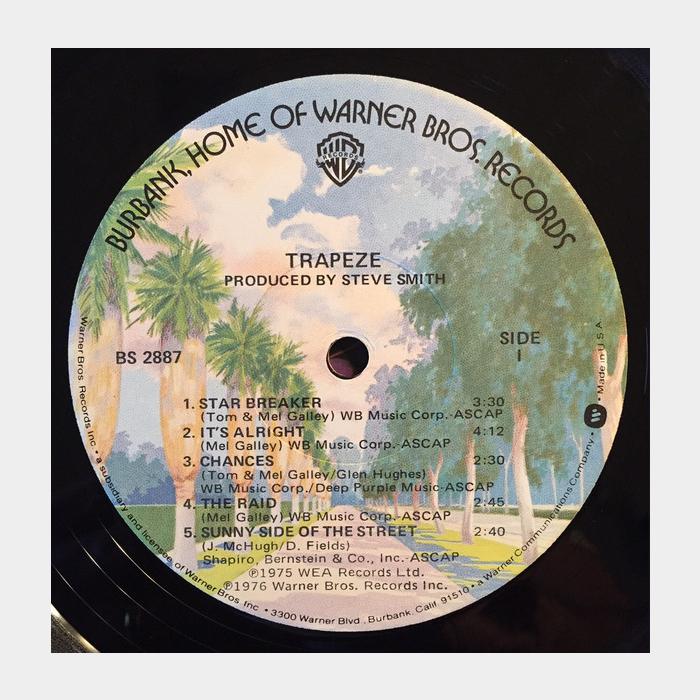 BURBANK, HOME OF WARNER BROS. RECORDS
WB
RECORDS
®
TRAPEZE
PRODUCED BY STEVE SMITH
BS 2887
SIDE
1
1. STAR BREAKER 3:30
(Tom & Mel Galley) WB Music Corp.-ASCAP
2. IT'S ALRIGHT 4:12
(Mel Galley) WB Music Corp.-ASCAP
3. CHANCES 2:30
(Tom & Mel Galley/Glen Hughes)
WB Music Corp./Deep Purple Music-ASCAP
4. THE RAID 2:45
(Mel Galley) WB Music Corp.-ASCAP
5. SUNNY SIDE OF THE STREET 2:40
(J. McHugh/D. Fields)
Shapiro, Bernstein & Co., Inc.-ASCAP
℗1975 WEA Records Ltd.
℗1976 Warner Bros. Records Inc.
Warner Bros. Records Inc. • a subsidiary and licensee of Warner Bros. Inc. • 3300 Warner Blvd., Burbank, Calif. 91510 • a Warner Communications Company • Made in U.S.A.